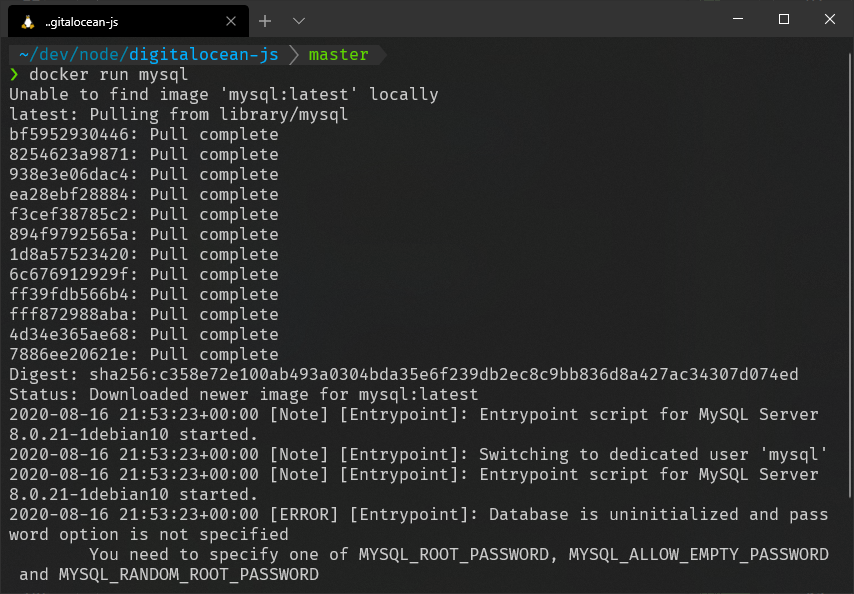 ..gitalocean-js
~/dev/node/digitalocean-js master
❯ docker run mysql
Unable to find image 'mysql:latest' locally
latest: Pulling from library/mysql
bf5952930446: Pull complete
8254623a9871: Pull complete
938e3e06dac4: Pull complete
ea28ebf28884: Pull complete
f3cef38785c2: Pull complete
894f9792565a: Pull complete
1d8a57523420: Pull complete
6c676912929f: Pull complete
ff39fdb566b4: Pull complete
fff872988aba: Pull complete
4d34e365ae68: Pull complete
7886ee20621e: Pull complete
Digest: sha256:c358e72e100ab493a0304bda35e6f239db2ec8c9bb836d8a427ac34307d074ed
Status: Downloaded newer image for mysql:latest
2020-08-16 21:53:23+00:00 [Note] [Entrypoint]: Entrypoint script for MySQL Server
8.0.21-1debian10 started.
2020-08-16 21:53:23+00:00 [Note] [Entrypoint]: Switching to dedicated user 'mysql'
2020-08-16 21:53:23+00:00 [Note] [Entrypoint]: Entrypoint script for MySQL Server
8.0.21-1debian10 started.
2020-08-16 21:53:23+00:00 [ERROR] [Entrypoint]: Database is uninitialized and pass
word option is not specified
You need to specify one of MYSQL_ROOT_PASSWORD, MYSQL_ALLOW_EMPTY_PASSWORD
and MYSQL_RANDOM_ROOT_PASSWORD